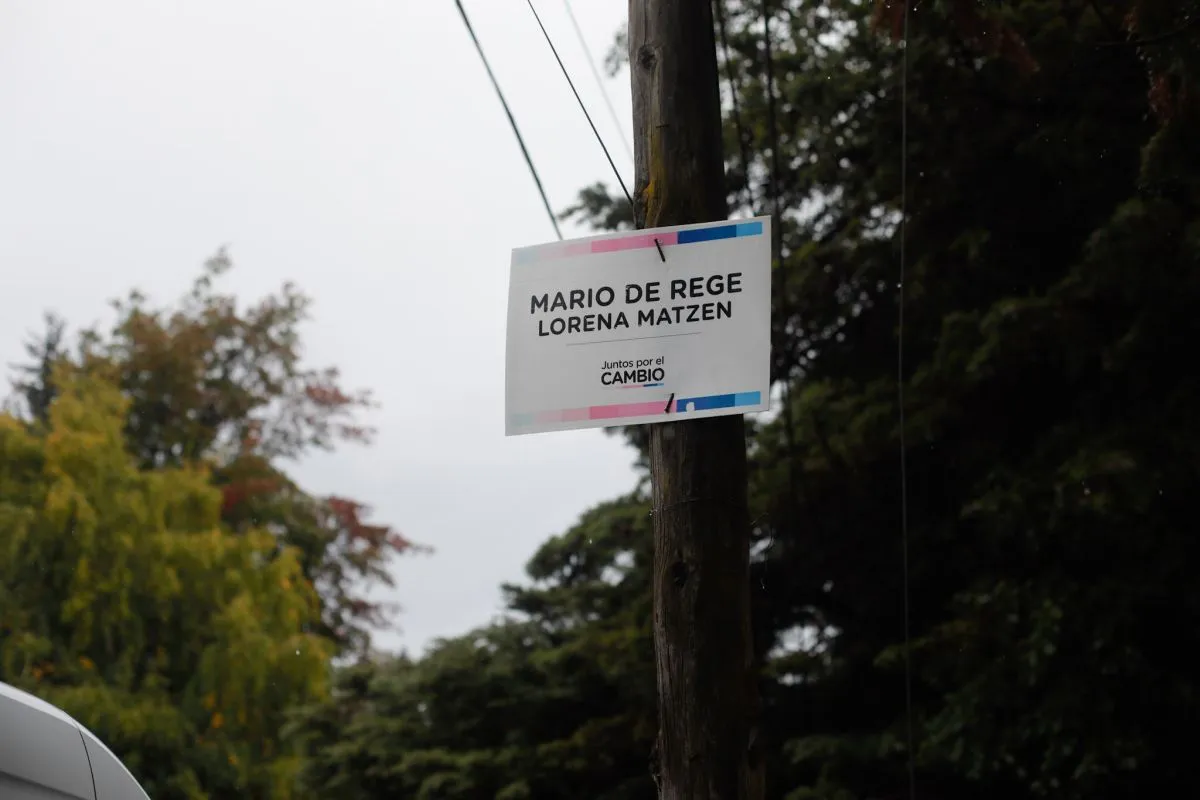 MARIO DE REGE
LORENA MATZEN
Juntos por el
CAMBIO